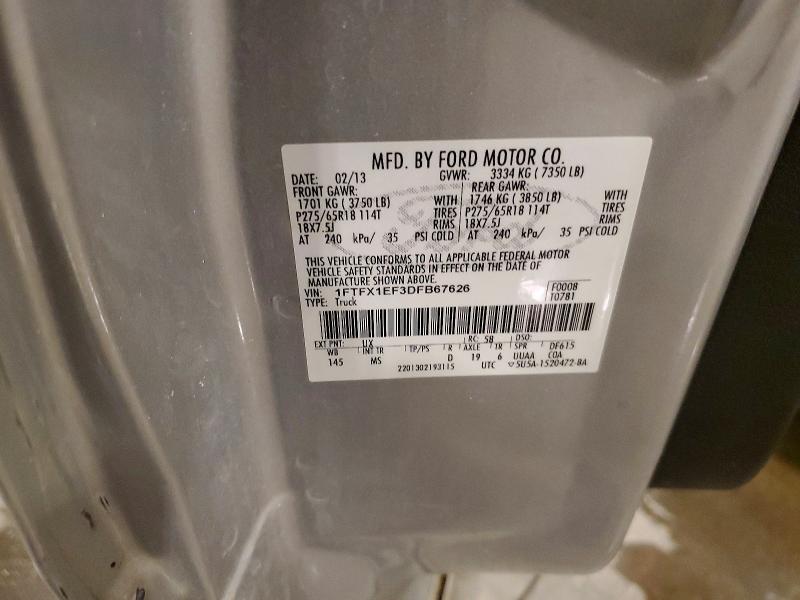 MFD. BY FORD MOTOR CO.
DATE: 02/13 GVWR: 3334 KG ( 7350 LB)
FRONT GAWR: REAR GAWR:
1701 KG ( 3750 LB) WITH 1746 KG ( 3850 LB) WITH
P275/65R18 114T TIRES P275/65R18 114T TIRES
18X7.5J RIMS 18X7.5J RIMS
AT 240 kPa/ 35 PSI COLD AT 240 kPa/ 35 PSI COLD
Ford
THIS VEHICLE CONFORMS TO ALL APPLICABLE FEDERAL MOTOR
VEHICLE SAFETY STANDARDS IN EFFECT ON THE DATE OF
MANUFACTURE SHOWN ABOVE.
VIN: 1FTFX1EF3DFB67626 F0008
TYPE: Truck T0781
EXT PNT: UX RC: 58 DSO: DF615
WB INT TR TP/PS R AXLE TR SPR COA
145 MS D 19 6 UUAA
2201302193115 UTC ▽5U5A-1520472-BA